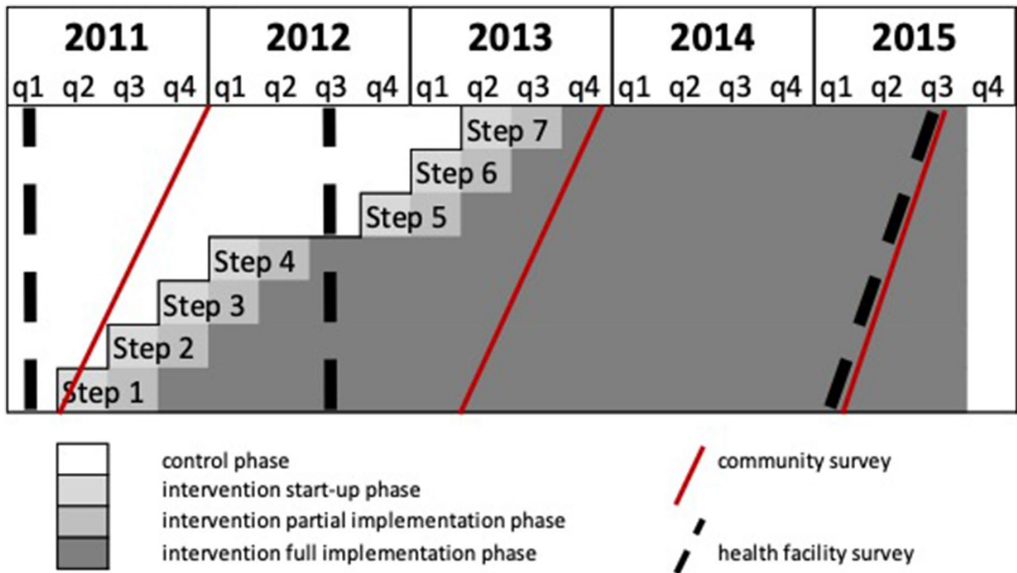 2011 2012 2013 2014 2015
q1 q2 q3 q4 q1 q2 q3 q4 q1 q2 q3 q4 q1 q2 q3 q4 q1 q2 q3 q4
Step 7
Step 6
Step 5
Step 4
Step 3
Step 2
Step 1
control phase
intervention start-up phase
intervention partial implementation phase
intervention full implementation phase
community survey
health facility survey